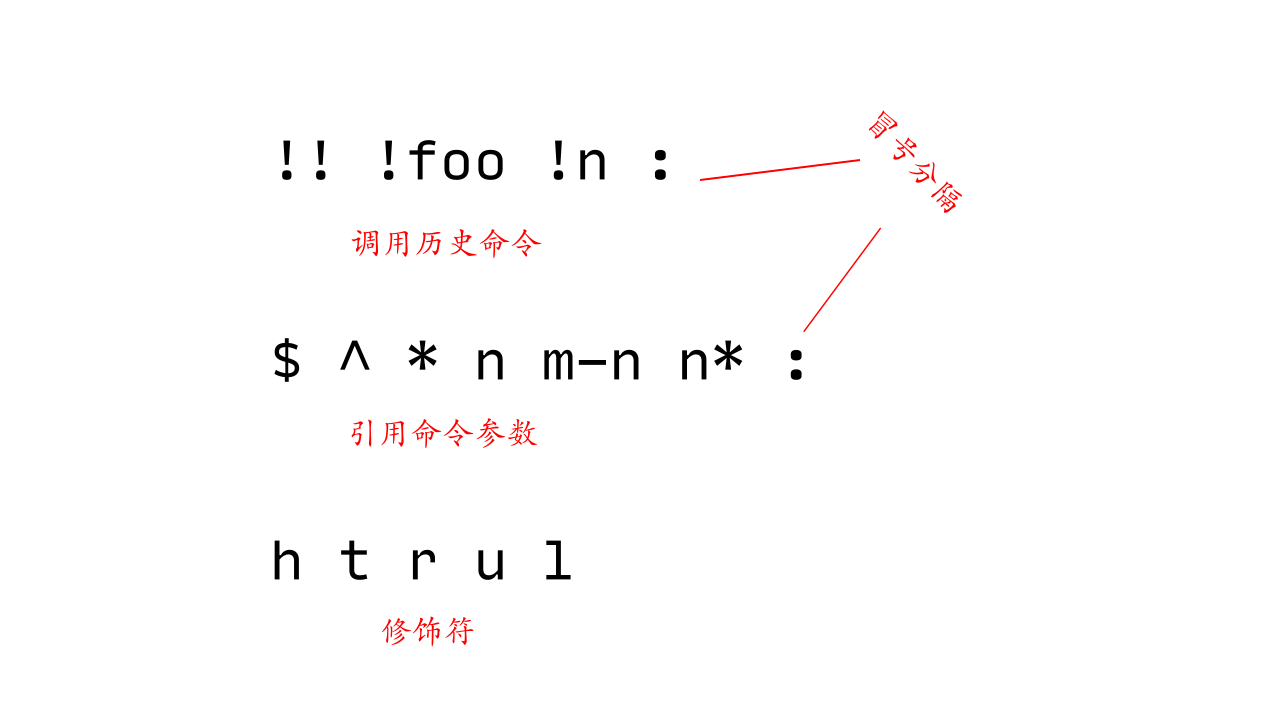 !! !foo !n :
冒号分隔
调用历史命令
$ ^ * n m-n n* :
引用命令参数
h t r u l
修饰符